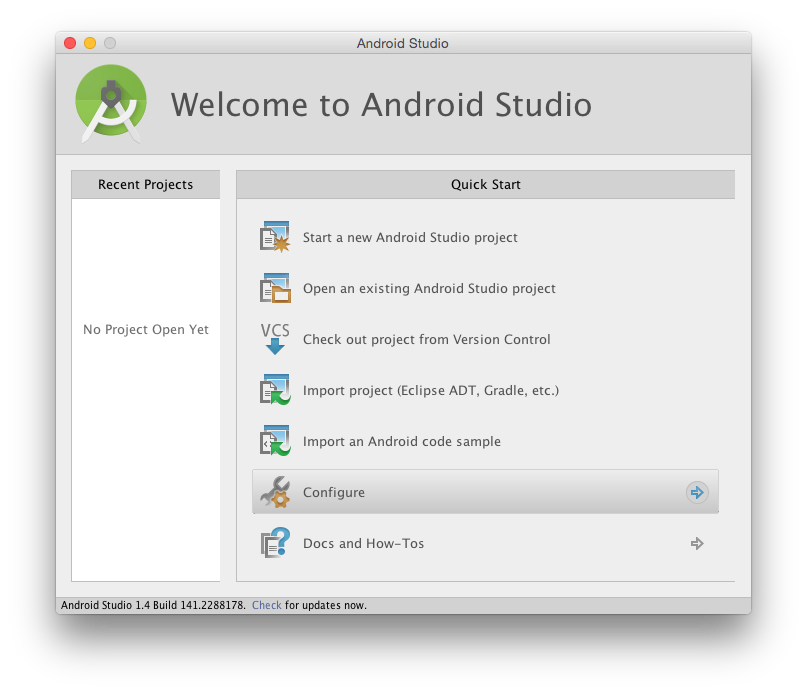 Android Studio
Welcome to Android Studio
Recent Projects
No Project Open Yet
Quick Start
Start a new Android Studio project
Open an existing Android Studio project
VCS
Check out project from Version Control
Import project (Eclipse ADT, Gradle, etc.)
Import an Android code sample
Configure
Docs and How-Tos
Android Studio 1.4 Build 141.2288178. Check for updates now.